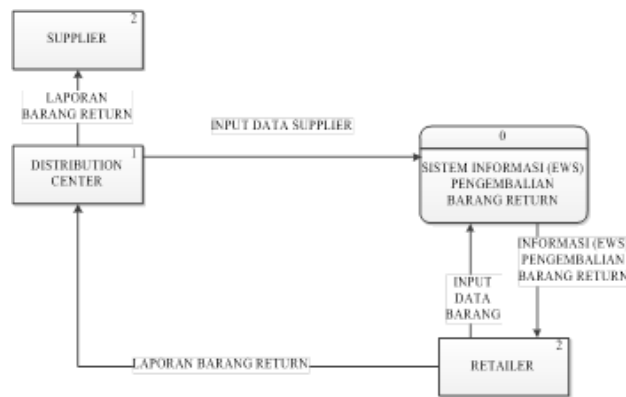 2
SUPPLIER
LAPORAN
BARANG RETURN
INPUT DATA SUPPLIER
1
DISTRIBUTION
CENTER
0
SISTEM INFORMASI (EWS)
PENGEMBALIAN
BARANG RETURN
INFORMASI (EWS
PENGEMBALIAN
BARANG RETURN
INPUT
DATA
BARANG
LAPORAN BARANG RETURN
2
RETAILER